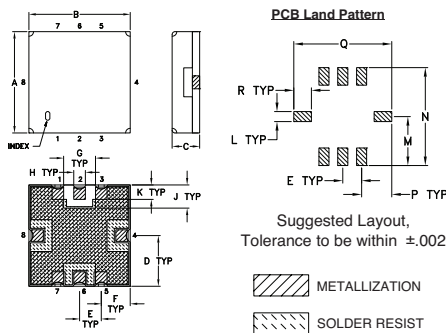 PCB Land Pattern
7 6 5
B
A
8
4
INDEX
1 2 3
C
G
TYP
H TYP
1 2 3
K TYP
J TYP
8
4
D TYP
7 6 5
E
TYP
F
TYP
Q
R TYP
L TYP
N
M
E TYP
P TYP
Suggested Layout,
Tolerance to be within ±.002
METALLIZATION
SOLDER RESIST